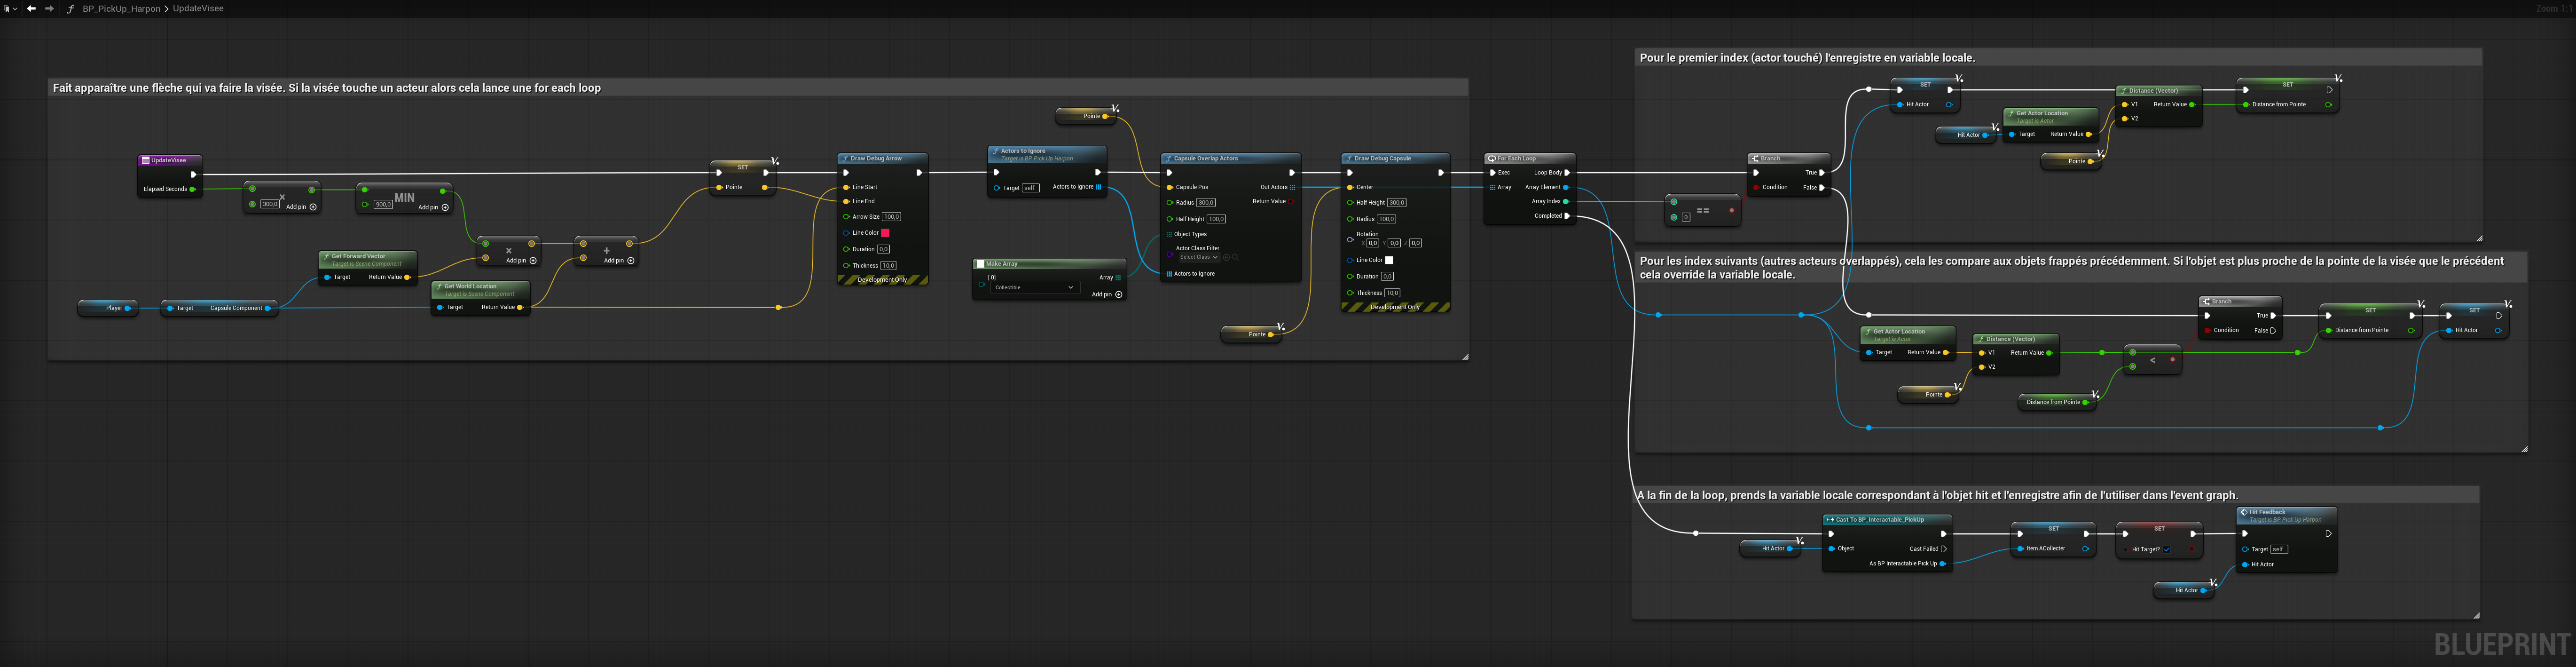 BP_PickUp_Harpon > UpdateVisee
Zoom 1:1
Fait apparaître une flèche qui va faire la visée. Si la visée touche un acteur alors cela lance une for each loop
UpdateVisee
Elapsed Seconds
300,0
Add pin
900,0
MIN
Add pin
Player
Target
Capsule Component
Get Forward Vector
Target is Scene Component
Target
Return Value
Get World Location
Target is Scene Component
Target
Return Value
x
Add pin
+
Add pin
SET
Pointe
Draw Debug Arrow
Line Start
Line End
Arrow Size 100,0
Line Color
Duration 0,0
Thickness 10,0
Development Only
Actors to Ignore
Target is BP Pick Up Harpon
Target self
Actors to Ignore
Make Array
[0]
Array
Collectible
Add pin
Pointe
Capsule Overlap Actors
Capsule Pos
Out Actors
Radius 300,0
Return Value
Half Height 100,0
Object Types
Actor Class Filter
Select Class
Actors to Ignore
Pointe
Draw Debug Capsule
Center
Half Height 300,0
Radius 100,0
Rotation
X 0,0 Y 0,0 Z 0,0
Line Color
Duration 0,0
Thickness 10,0
Development Only
For Each Loop
Exec
Loop Body
Array
Array Element
Array Index
Completed
Pour le premier index (actor touché) l'enregistre en variable locale.
0
==
Branch
Condition
True
False
SET
Hit Actor
Hit Actor
Get Actor Location
Target is Actor
Target
Return Value
Pointe
Distance (Vector)
V1
Return Value
V2
SET
Distance from Pointe
Pour les index suivants (autres acteurs overlappés), cela les compare aux objets frappés précédemment. Si l'objet est plus proche de la pointe de la visée que le précédent
cela override la variable locale.
Get Actor Location
Target is Actor
Target
Return Value
Pointe
Distance (Vector)
V1
Return Value
V2
Distance from Pointe
<
Branch
Condition
True
False
SET
Distance from Pointe
SET
Hit Actor
A la fin de la loop, prends la variable locale correspondant à l'objet hit et l'enregistre afin de l'utiliser dans l'event graph.
Hit Actor
Cast To BP_Interactable_PickUp
Object
Cast Failed
As BP Interactable Pick Up
SET
Item ACollecter
SET
Hit Target?
Hit Feedback
Target is BP Pick Up Harpon
Target self
Hit Actor
Hit Actor
BLUEPRINT